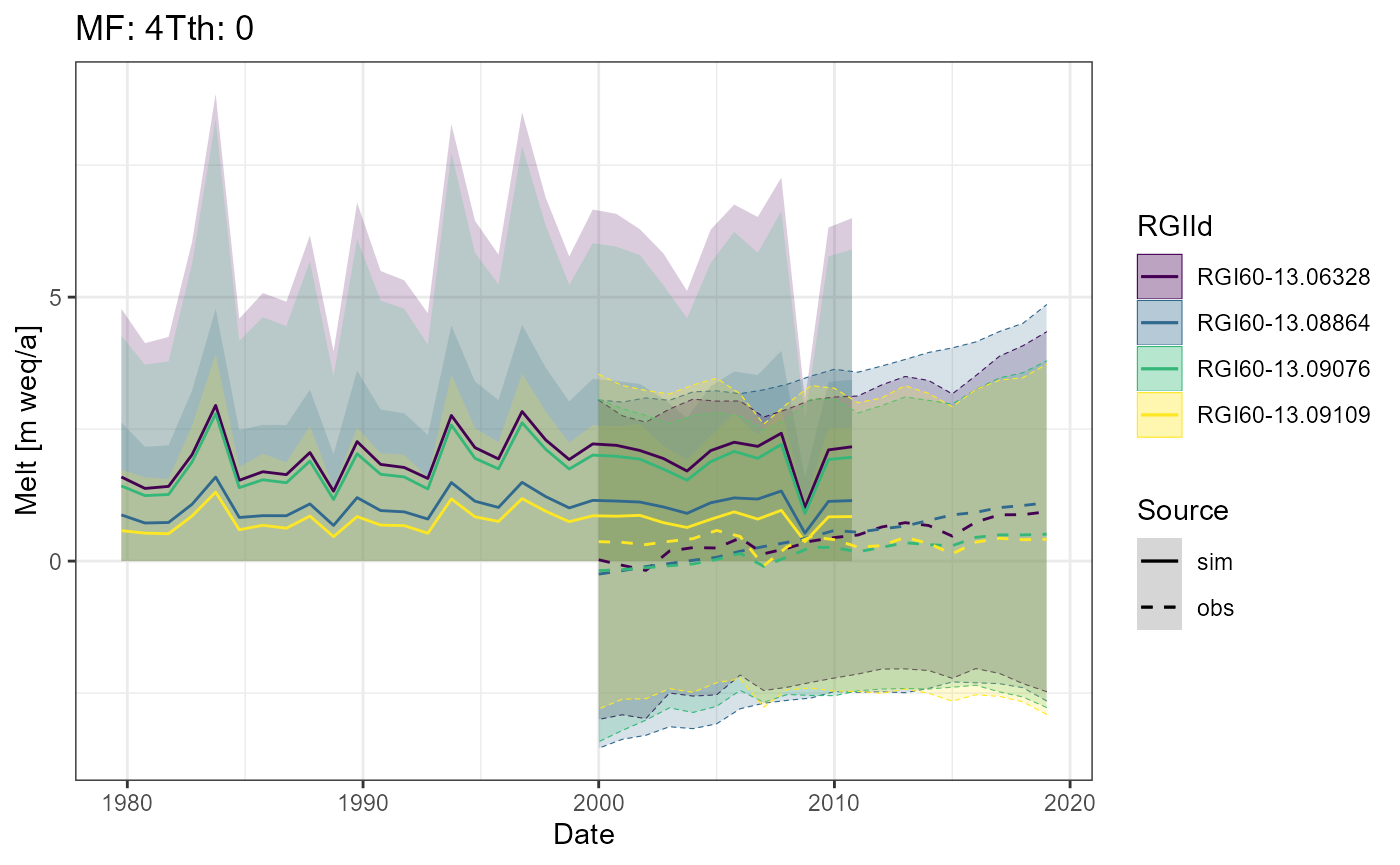 MF: 4Tth: 0
Melt [m weq/a]
5
0
1980
1990
2000
2010
2020
Date
RGIId
RGI60-13.06328
RGI60-13.08864
RGI60-13.09076
RGI60-13.09109
Source
sim
obs